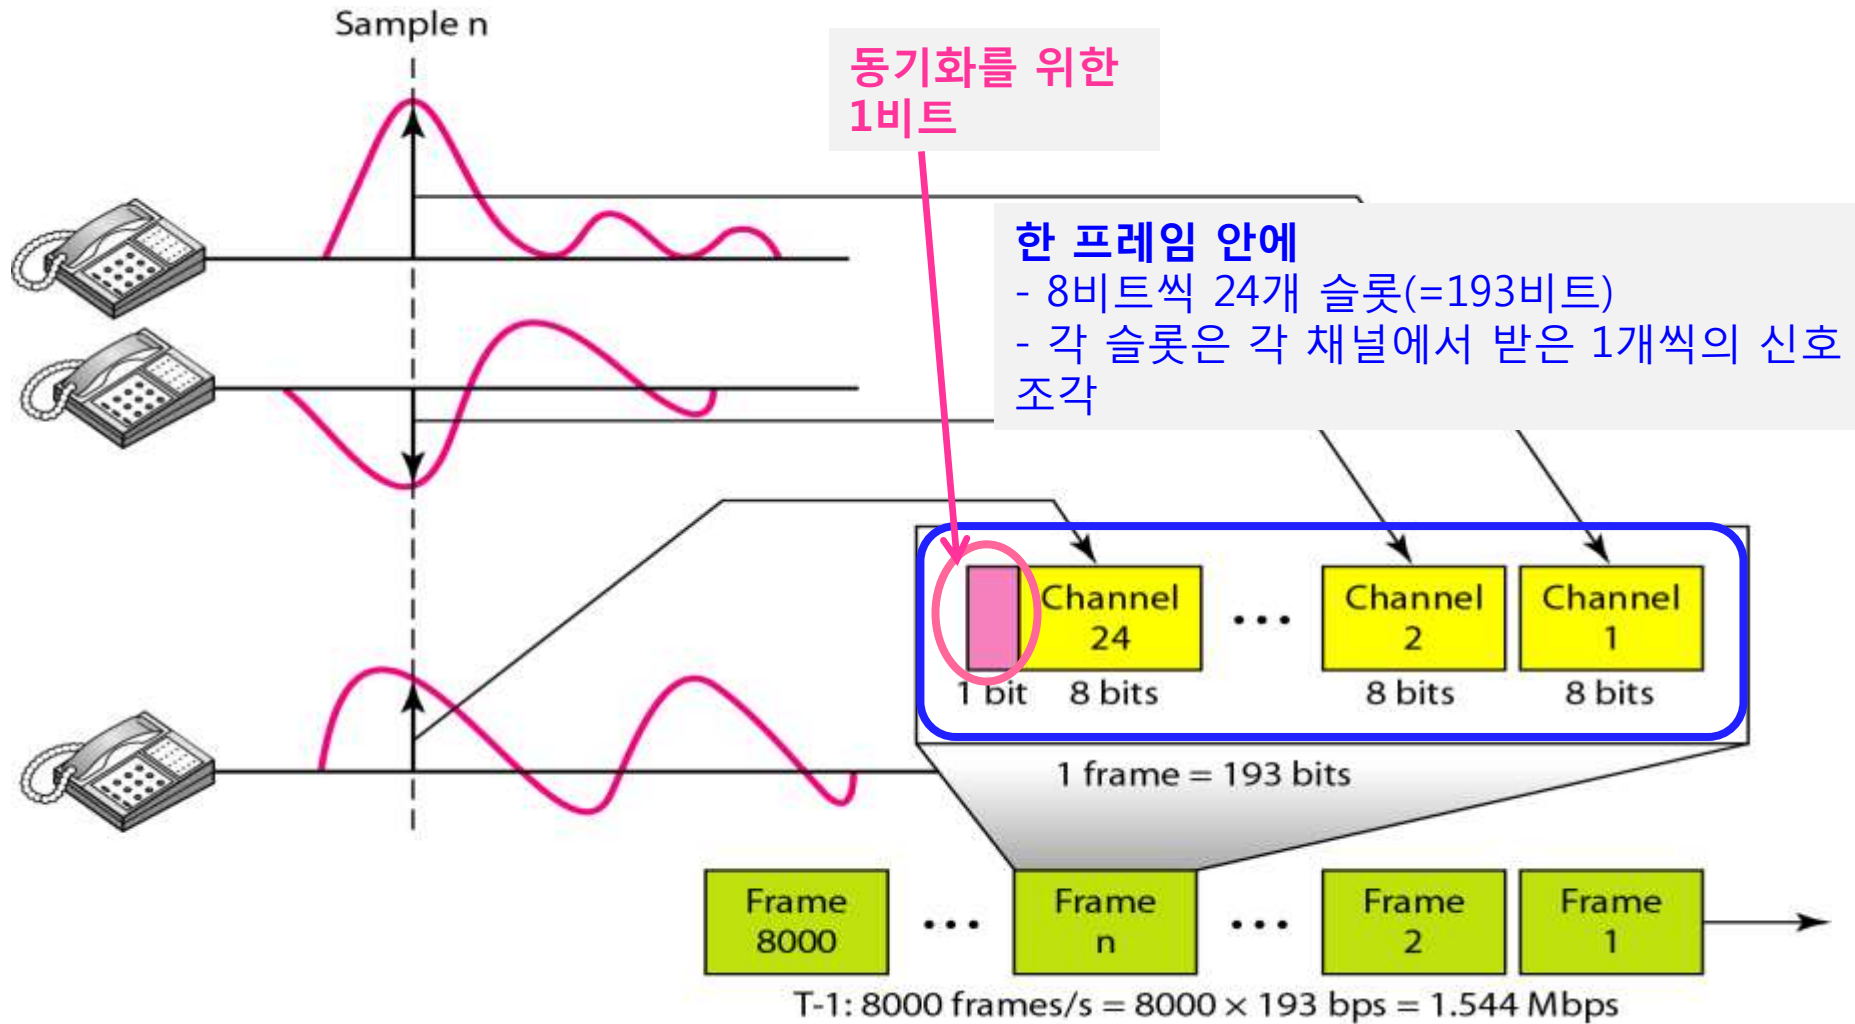 Sample n
동기화를 위한
1비트
한 프레임 안에
- 8비트씩 24개 슬롯(=193비트)
- 각 슬롯은 각 채널에서 받은 1개씩의 신호
조각
Channel
24
Channel
2
Channel
1
1 bit
8 bits
8 bits
8 bits
1 frame = 193 bits
Frame
8000
Frame
n
Frame
2
Frame
1
T-1: 8000 frames/s = 8000 × 193 bps = 1.544 Mbps